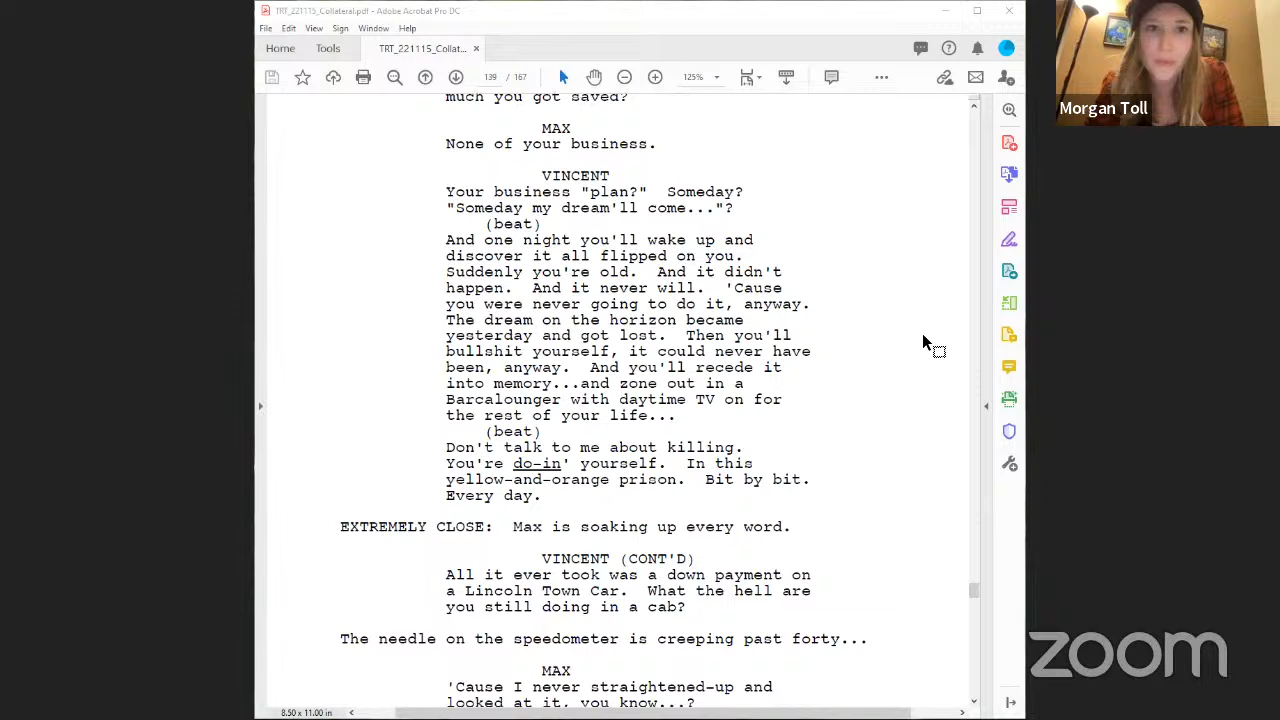 TRT_221115_Collateral.pdf - Adobe Acrobat Pro DC
File Edit View Sign Window Help
Home Tools TRT_221115_Collat... ×
139 / 167 125%
much you got saved?
MAX
None of your business.
VINCENT
Your business "plan?" Someday?
"Someday my dream'll come..."?
(beat)
And one night you'll wake up and
discover it all flipped on you.
Suddenly you're old. And it didn't
happen. And it never will. 'Cause
you were never going to do it, anyway.
The dream on the horizon became
yesterday and got lost. Then you'll
bullshit yourself, it could never have
been, anyway. And you'll recede it
into memory...and zone out in a
Barcalounger with daytime TV on for
the rest of your life...
(beat)
Don't talk to me about killing.
You're do-in' yourself. In this
yellow-and-orange prison. Bit by bit.
Every day.
EXTREMELY CLOSE: Max is soaking up every word.
VINCENT (CONT'D)
All it ever took was a down payment on
a Lincoln Town Car. What the hell are
you still doing in a cab?
The needle on the speedometer is creeping past forty...
MAX
'Cause I never straightened-up and
looked at it, you know...?
8.50 x 11.00 in
Morgan Toll
zoom